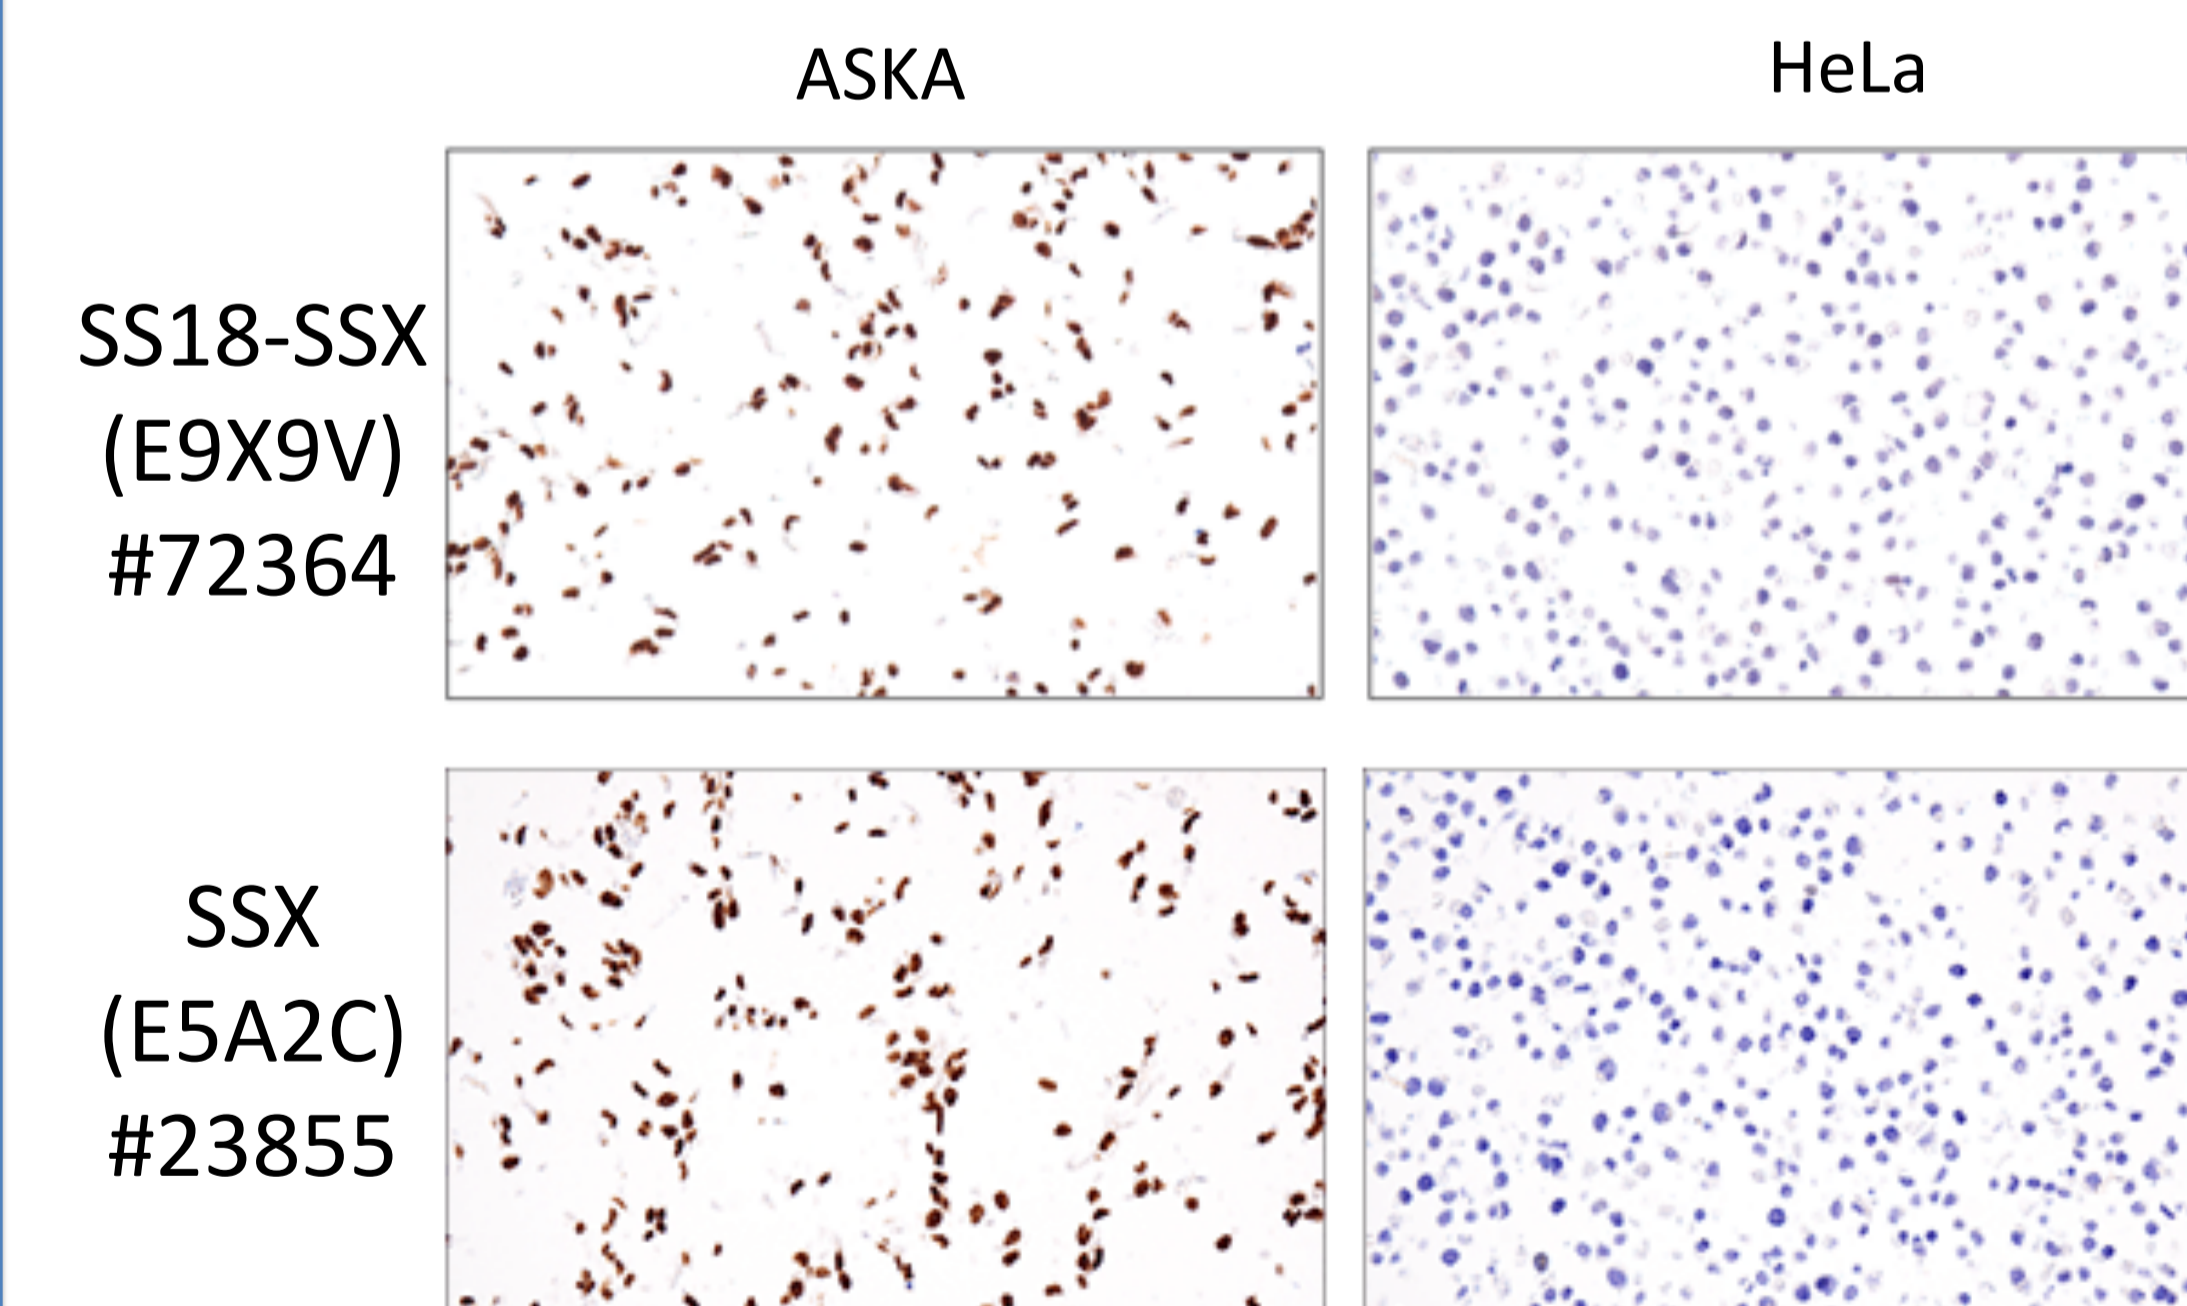 ASKA
HeLa
SS18-SSX
(E9X9V)
#72364
SSX
(E5A2C)
#23855